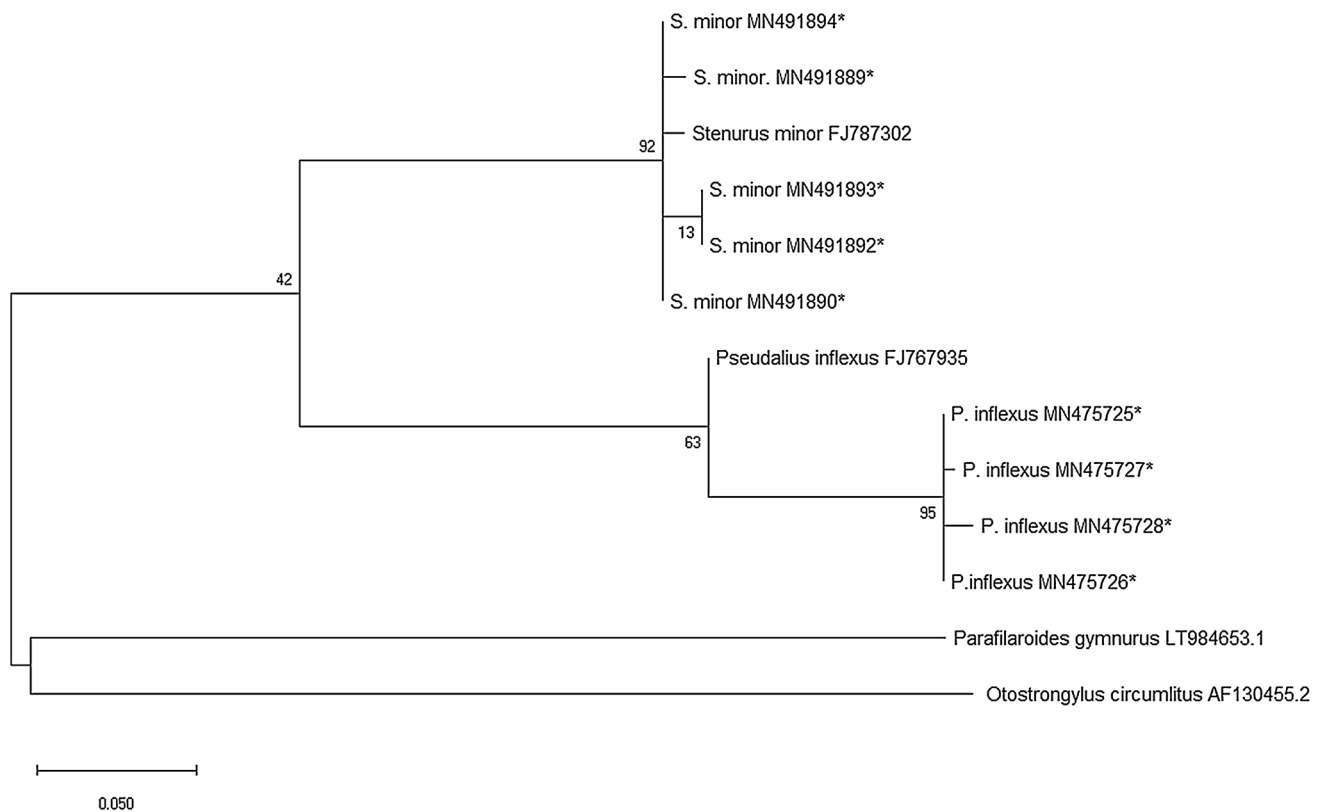 S. minor MN491894*
S. minor. MN491889*
Stenurus minor FJ787302
92
S. minor MN491893*
13
S. minor MN491892*
42
S. minor MN491890*
Pseudalius inflexus FJ767935
P. inflexus MN475725*
63
P. inflexus MN475727*
95
P. inflexus MN475728*
P.inflexus MN475726*
Parafilaroides gymnurus LT984653.1
Otostrongylus circumlitus AF130455.2
0.050